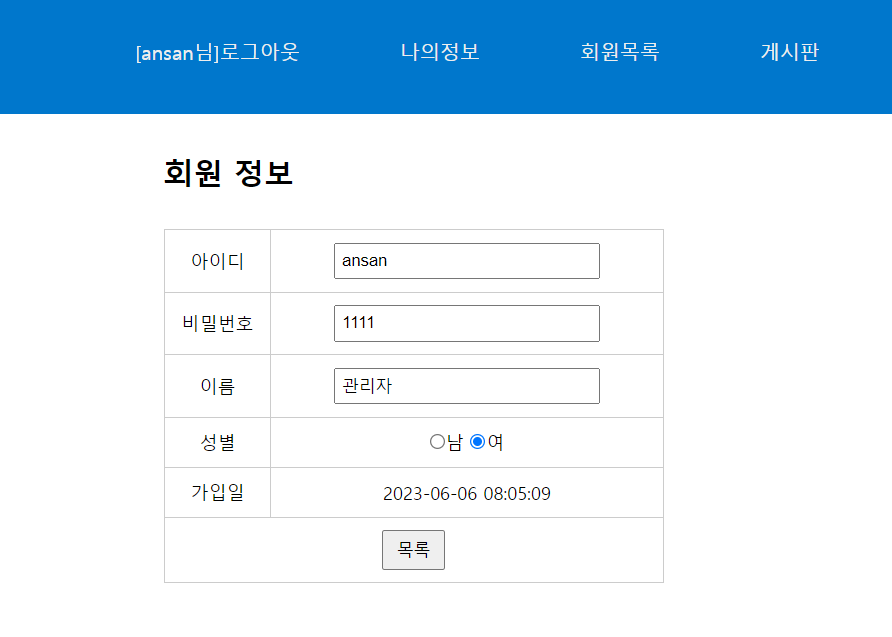 [ansan님]로그아웃 나의정보 회원목록 게시판
회원 정보
아이디 ansan
비밀번호 1111
이름 관리자
성별 남 여
가입일 2023-06-06 08:05:09
목록